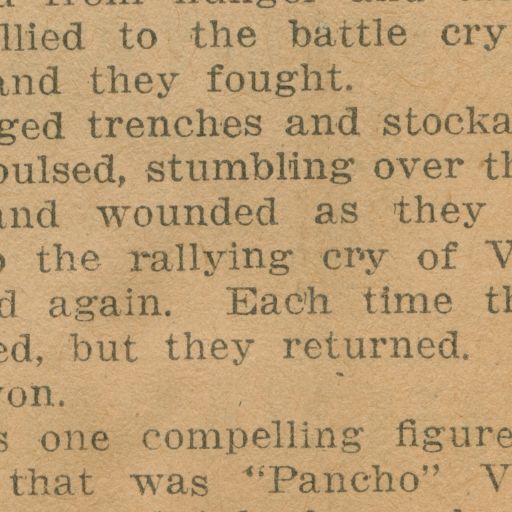 from hunger and
llied to the battle cry
and they fought.
ged trenches and stocka
pulsed, stumbling over th
and wounded as they
o the rallying cry of V
d again. Each time th
ed, but they returned.
von.
s one compelling figure
that was "Pancho" V